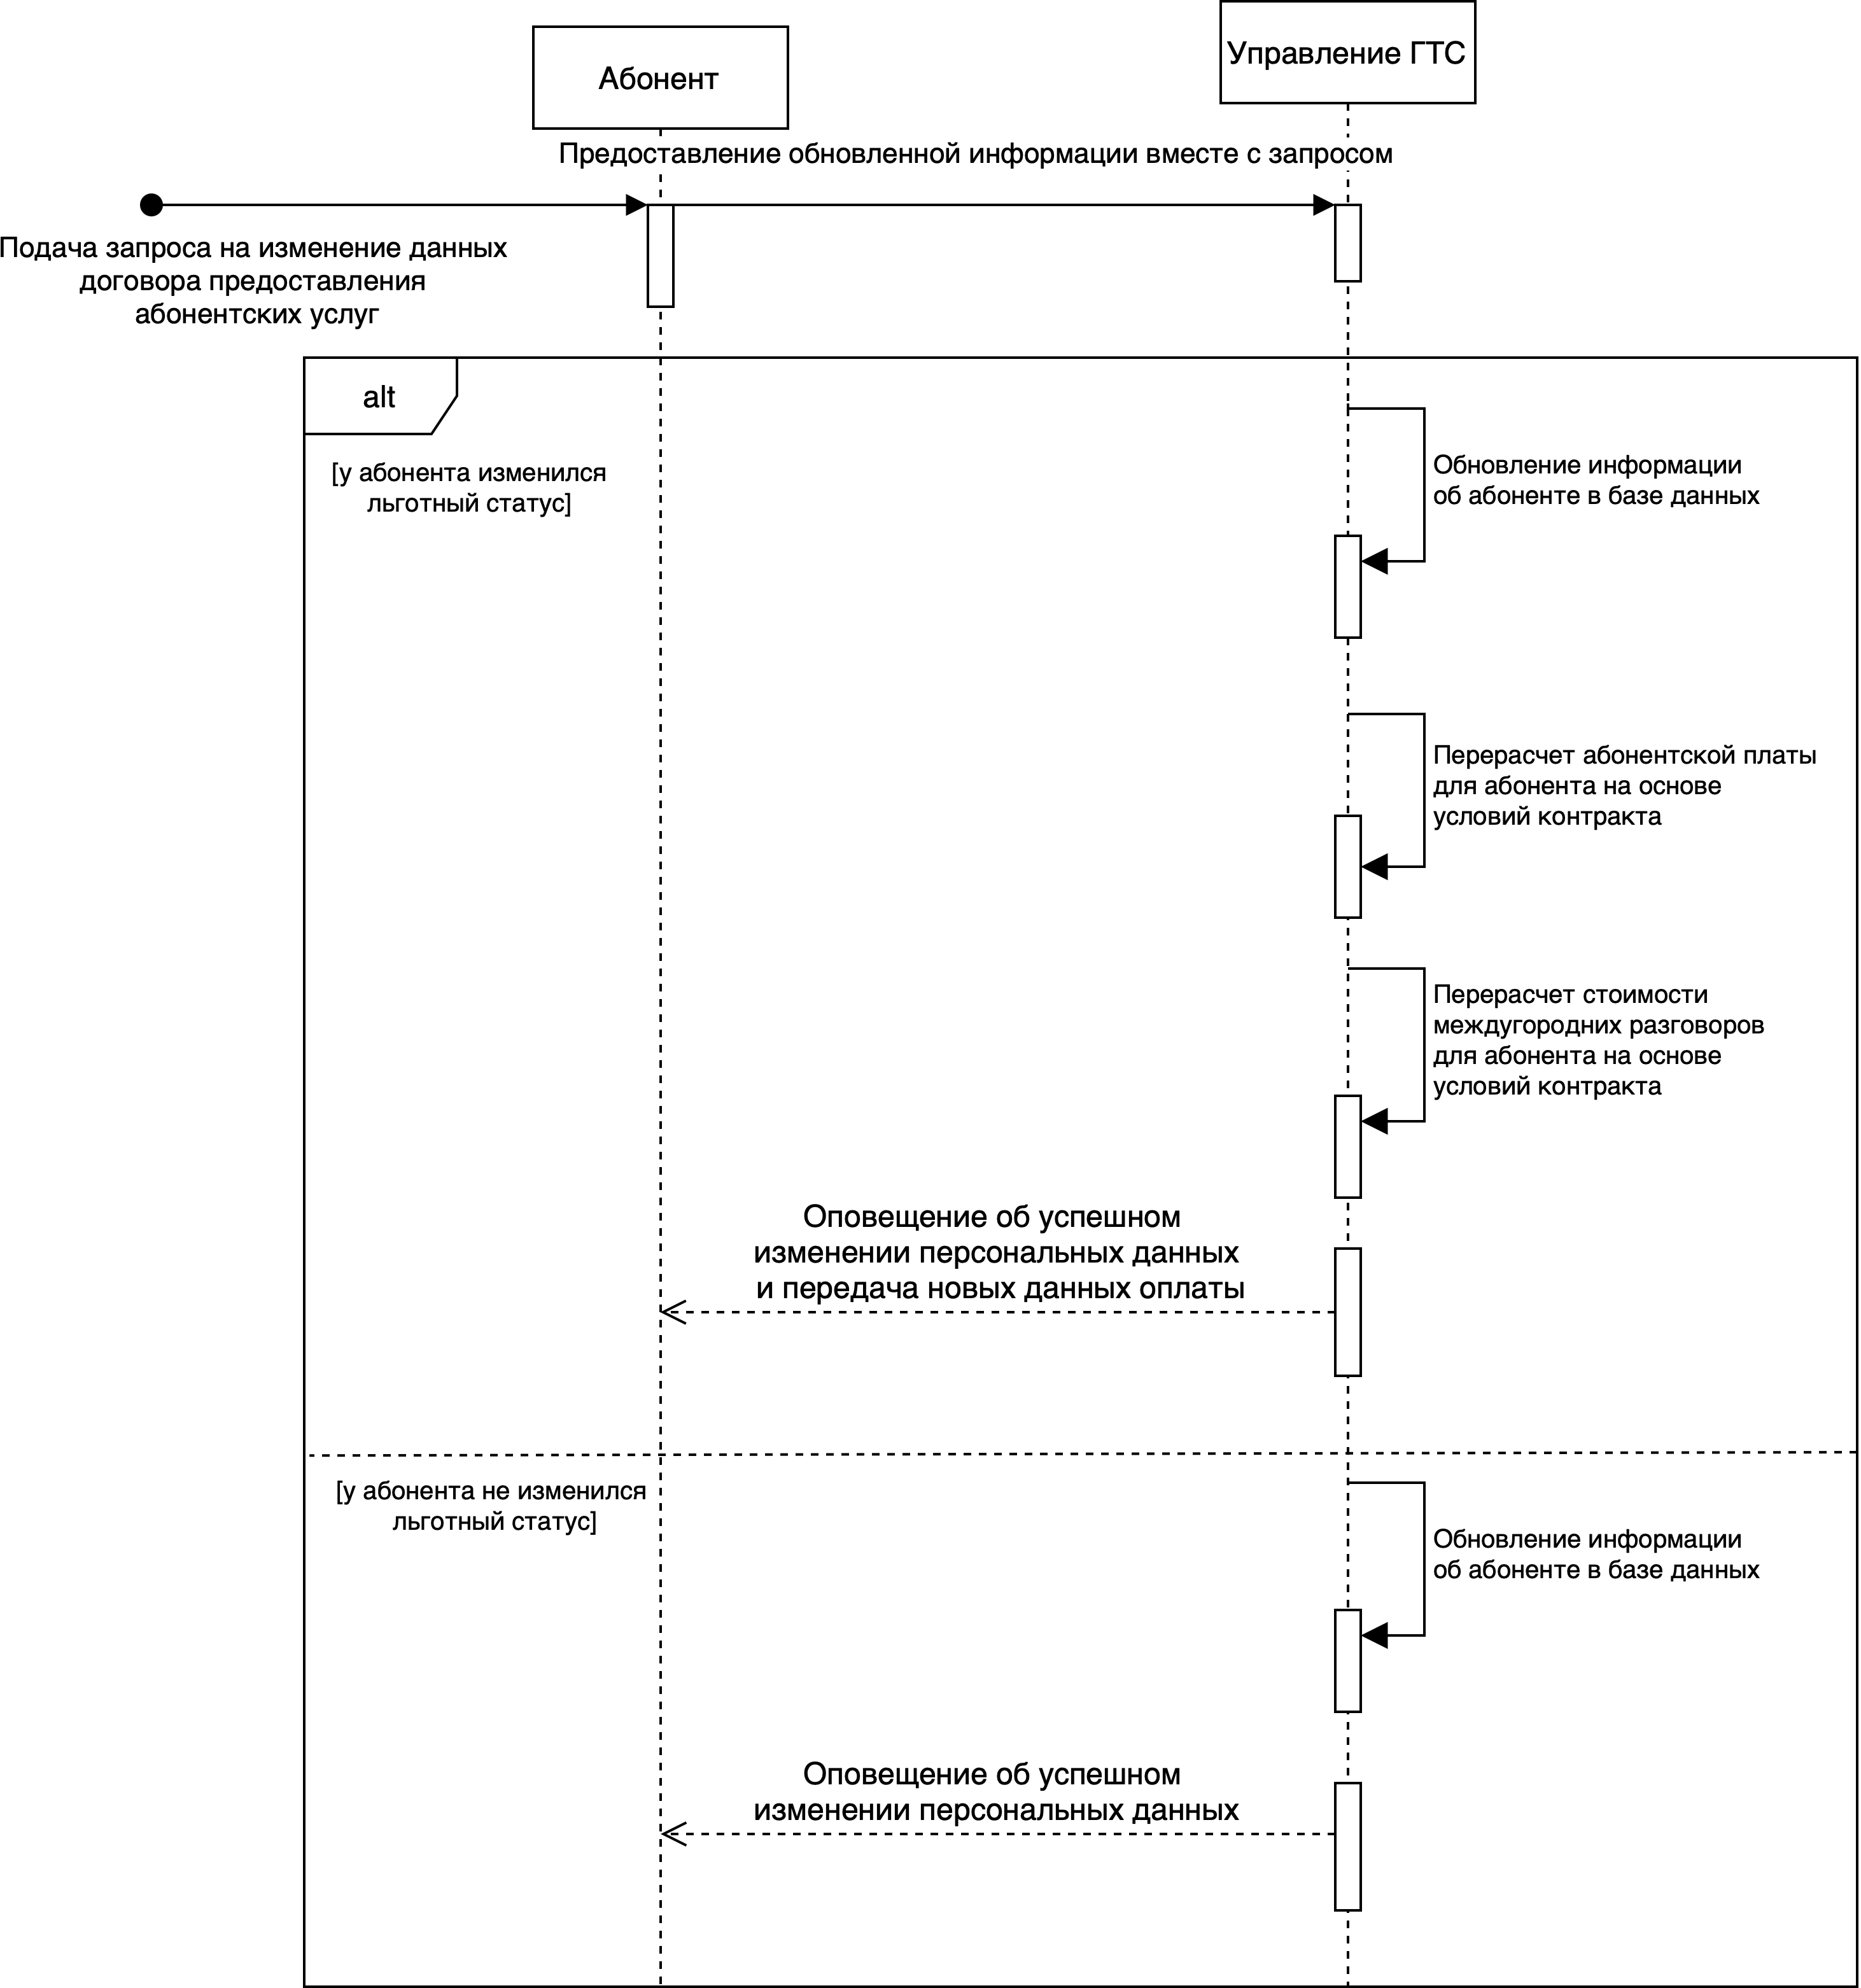 Абонент
Управление ГТС
Предоставление обновленной информации вместе с запросом
Подача запроса на изменение данных
договора предоставления
абонентских услуг
alt
[у абонента изменился
льготный статус]
Обновление информации
об абоненте в базе данных
Перерасчет абонентской платы
для абонента на основе
условий контракта
Перерасчет стоимости
междугородних разговоров
для абонента на основе
условий контракта
Оповещение об успешном
изменении персональных данных
и передача новых данных оплаты
[у абонента не изменился
льготный статус]
Обновление информации
об абоненте в базе данных
Оповещение об успешном
изменении персональных данных